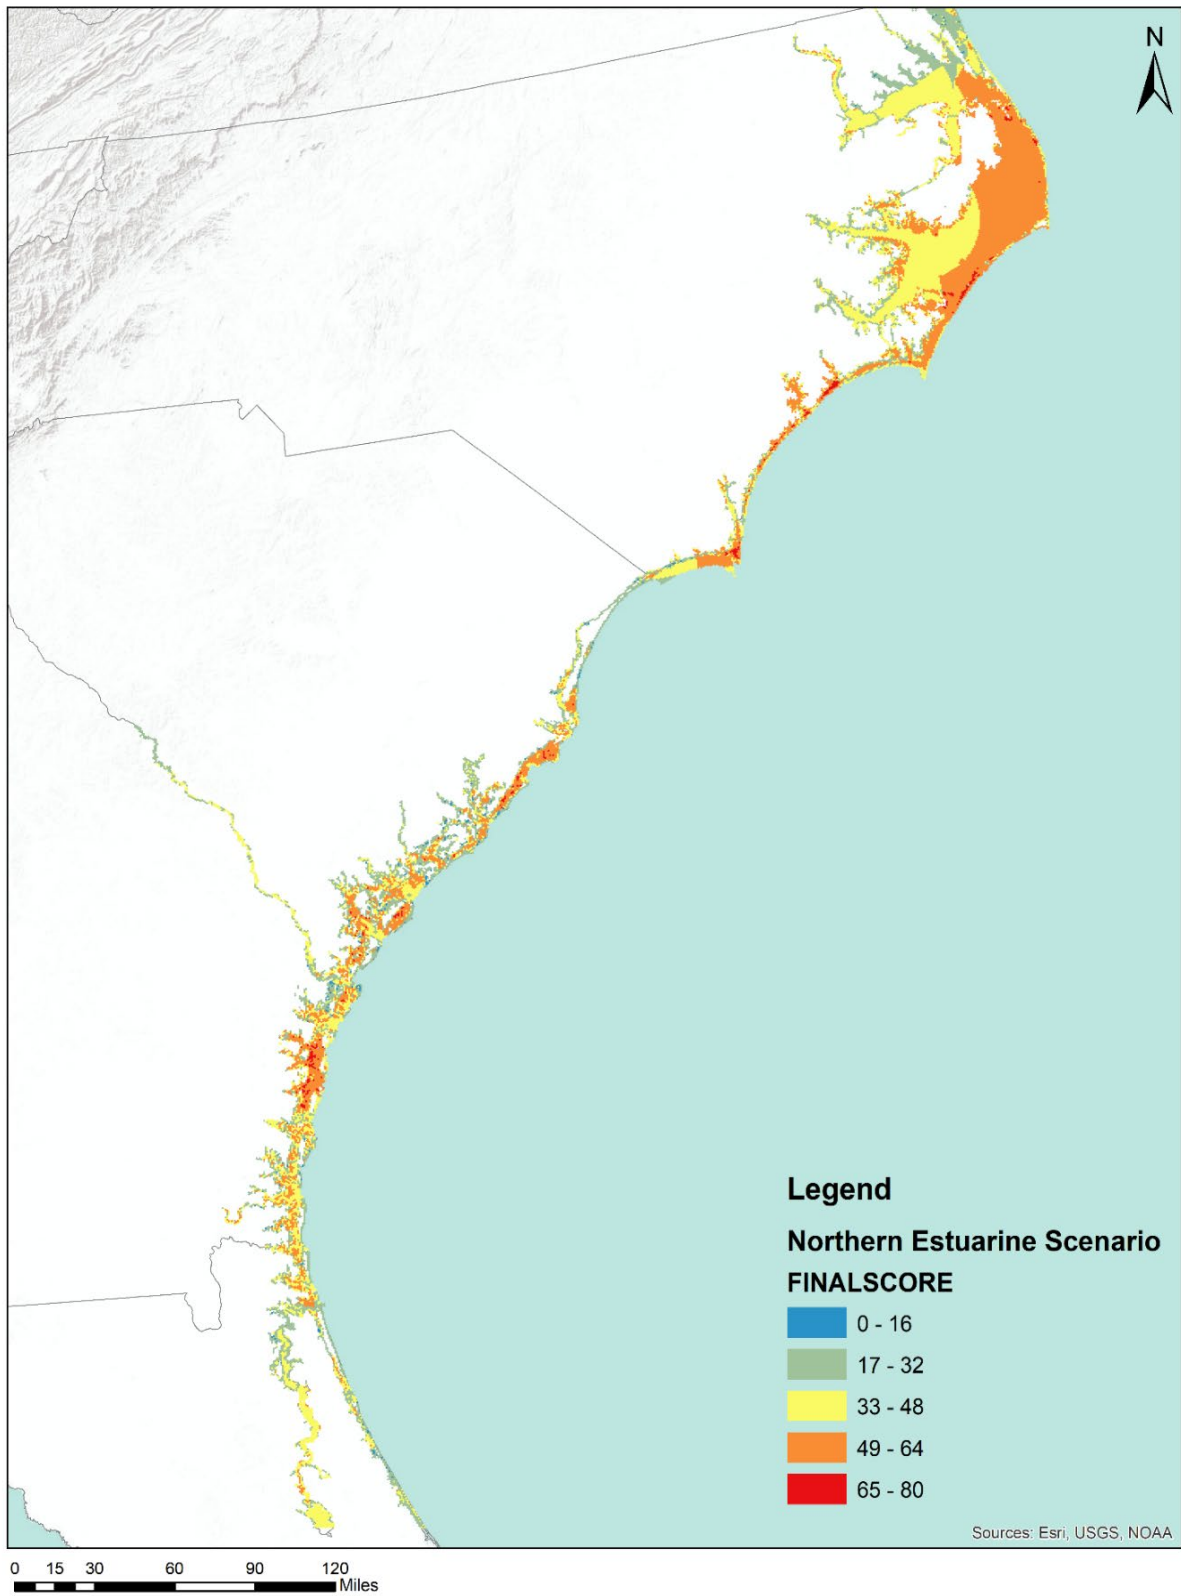 N
Legend
Northern Estuarine Scenario
FINALSCORE
0 - 16
17 - 32
33 - 48
49 - 64
65 - 80
Sources: Esri, USGS, NOAA
0 15 30 60 90 120
Miles